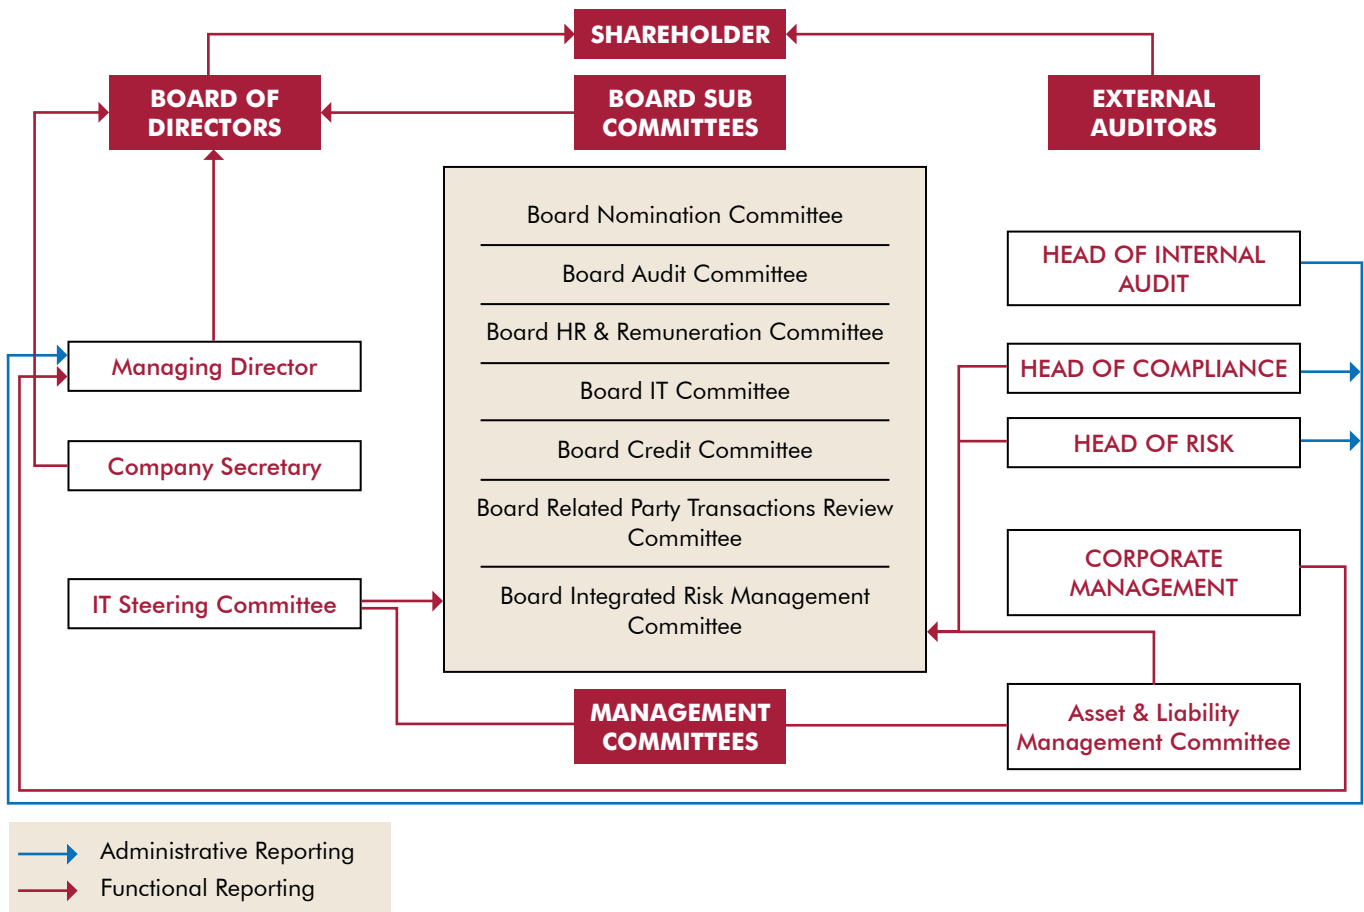 SHAREHOLDER
BOARD OF
DIRECTORS
BOARD SUB
COMMITTEES
EXTERNAL
AUDITORS
Board Nomination Committee
Board Audit Committee
Board HR & Remuneration Committee
Board IT Committee
Board Credit Committee
Board Related Party Transactions Review
Committee
Board Integrated Risk Management
Committee
HEAD OF INTERNAL
AUDIT
HEAD OF COMPLIANCE
HEAD OF RISK
CORPORATE
MANAGEMENT
Asset & Liability
Management Committee
Managing Director
Company Secretary
IT Steering Committee
MANAGEMENT
COMMITTEES
Administrative Reporting
Functional Reporting